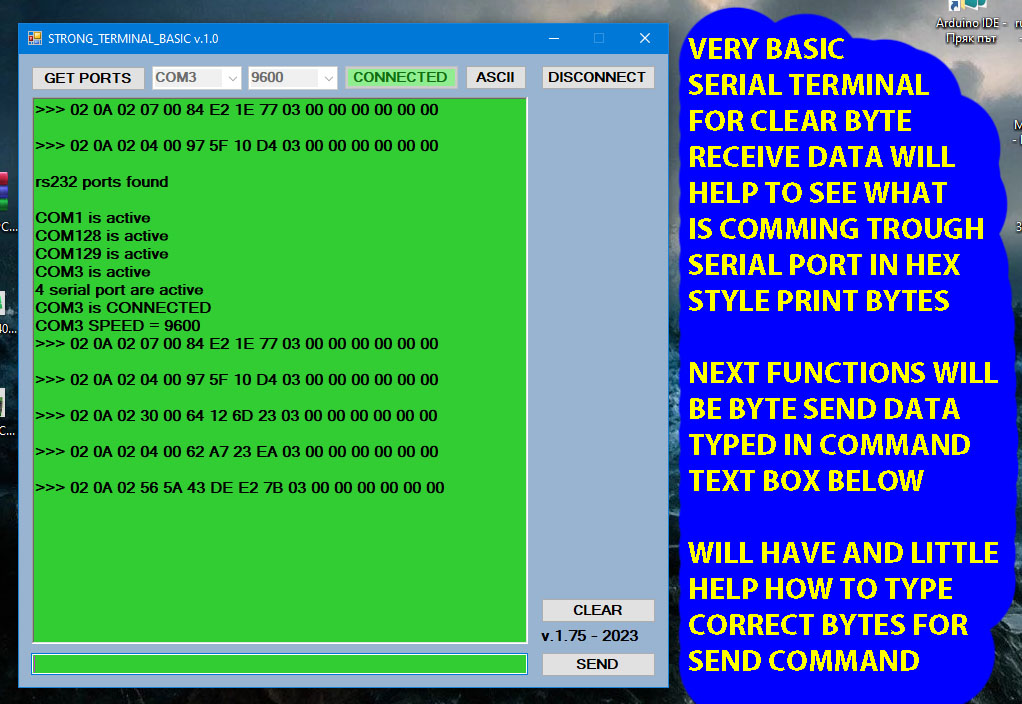 STRONG_TERMINAL_BASIC v.1.0
GET PORTS COM3 9600 CONNECTED ASCII DISCONNECT
>>> 02 0A 02 07 00 84 E2 1E 77 03 00 00 00 00 00 00
>>> 02 0A 02 04 00 97 5F 10 D4 03 00 00 00 00 00 00
rs232 ports found
COM1 is active
COM128 is active
COM129 is active
COM3 is active
4 serial port are active
COM3 is CONNECTED
COM3 SPEED = 9600
>>> 02 0A 02 07 00 84 E2 1E 77 03 00 00 00 00 00 00
>>> 02 0A 02 04 00 97 5F 10 D4 03 00 00 00 00 00 00
>>> 02 0A 02 30 00 64 12 6D 23 03 00 00 00 00 00 00
>>> 02 0A 02 04 00 62 A7 23 EA 03 00 00 00 00 00 00
>>> 02 0A 02 56 5A 43 DE E2 7B 03 00 00 00 00 00 00
CLEAR
v.1.75 - 2023
SEND
VERY BASIC
SERIAL TERMINAL
FOR CLEAR BYTE
RECEIVE DATA WILL
HELP TO SEE WHAT
IS COMMING TROUGH
SERIAL PORT IN HEX
STYLE PRINT BYTES
NEXT FUNCTIONS WILL
BE BYTE SEND DATA
TYPED IN COMMAND
TEXT BOX BELOW
WILL HAVE AND LITTLE
HELP HOW TO TYPE
CORRECT BYTES FOR
SEND COMMAND
Arduino IDE -
Пряк път